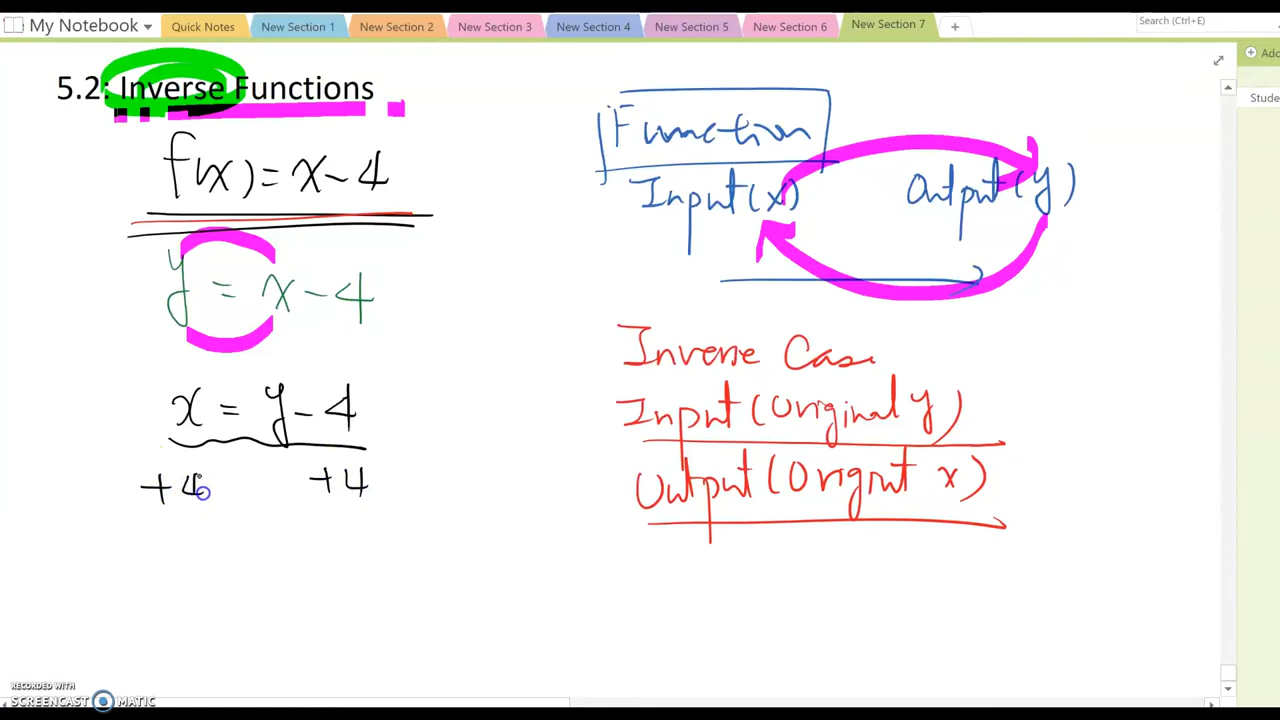 My Notebook Quick Notes New Section 1 New Section 2 New Section 3 New Section 4 New Section 5 New Section 6 New Section 7 Search (Ctrl+E)
Add
Stude
5.2: Inverse Functions
f(x) = x - 4
y = x - 4
x = y - 4
+4 +4
Function
Input (x) Output (y)
Inverse Case
Input (Original y)
Output (Original x)
RECORDED WITH
SCREENCAST MATIC